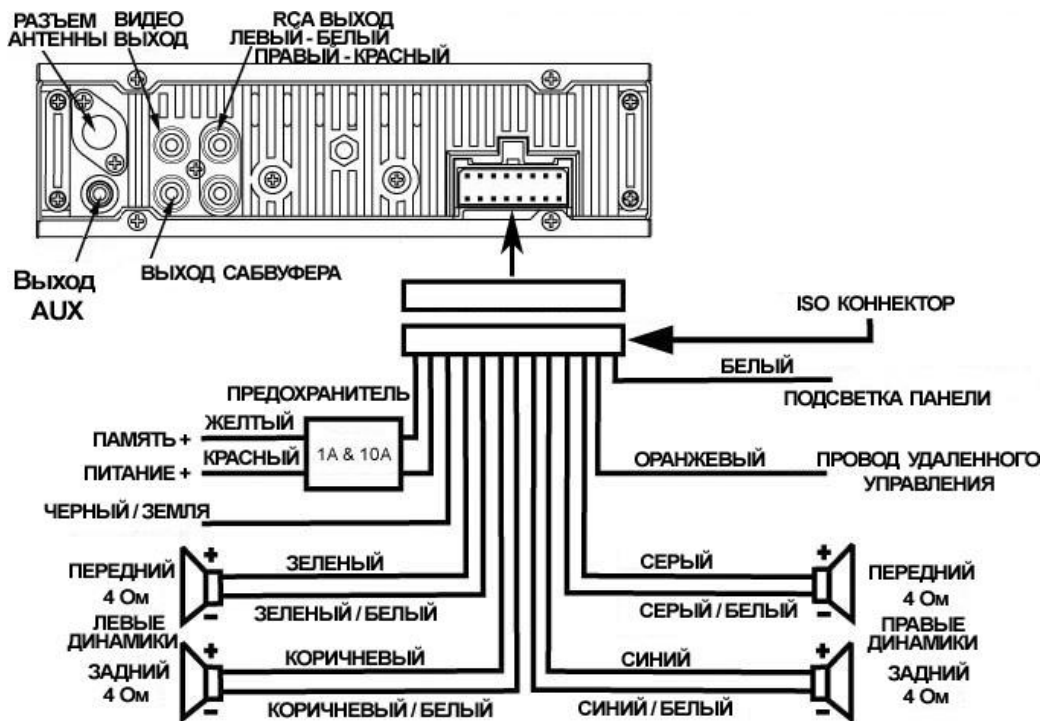 РАЗЪЕМ
АНТЕННЫ
ВИДЕО
ВЫХОД
RCA ВЫХОД
ЛЕВЫЙ - БЕЛЫЙ
ПРАВЫЙ - КРАСНЫЙ
Выход
AUX
ВЫХОД САБВУФЕРА
ISO КОННЕКТОР
БЕЛЫЙ
ПОДСВЕТКА ПАНЕЛИ
ПРЕДОХРАНИТЕЛЬ
ПАМЯТЬ +
ЖЕЛТЫЙ
1A & 10A
ПИТАНИЕ +
КРАСНЫЙ
ОРАНЖЕВЫЙ
ПРОВОД УДАЛЕННОГО
УПРАВЛЕНИЯ
ЧЕРНЫЙ / ЗЕМЛЯ
ПЕРЕДНИЙ
4 Ом
+
-
ЗЕЛЕНЫЙ
ЗЕЛЕНЫЙ / БЕЛЫЙ
СЕРЫЙ
СЕРЫЙ / БЕЛЫЙ
+
-
ПЕРЕДНИЙ
4 Ом
ЛЕВЫЕ
ДИНАМИКИ
ПРАВЫЕ
ДИНАМИКИ
ЗАДНИЙ
4 Ом
+
-
КОРИЧНЕВЫЙ
КОРИЧНЕВЫЙ / БЕЛЫЙ
СИНИЙ
СИНИЙ / БЕЛЫЙ
+
-
ЗАДНИЙ
4 Ом